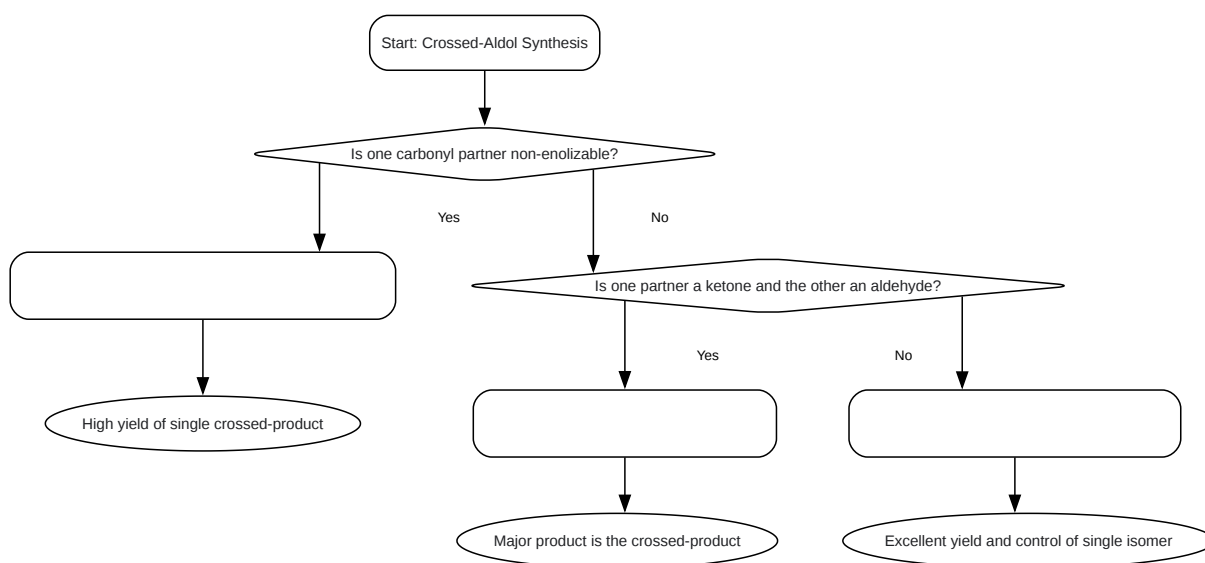 Start: Crossed-Aldol Synthesis
Is one carbonyl partner non-enolizable?
Yes
No
Is one partner a ketone and the other an aldehyde?
Yes
No
High yield of single crossed-product
Major product is the crossed-product
Excellent yield and control of single isomer